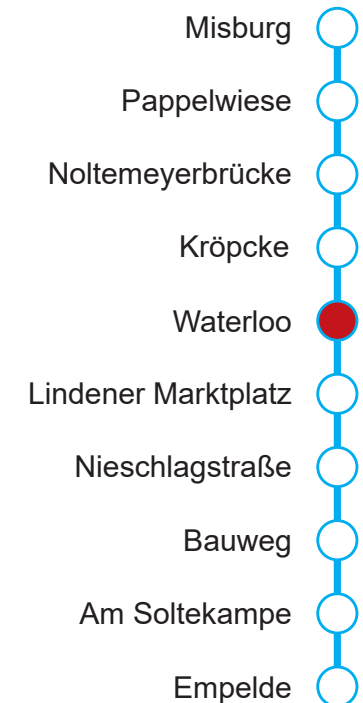 Misburg
Pappelwiese
Noltemeyerbrücke
Kröpcke
Waterloo
Lindener Marktplatz
Nieschlagstraße
Bauweg
Am Soltekampe
Empelde